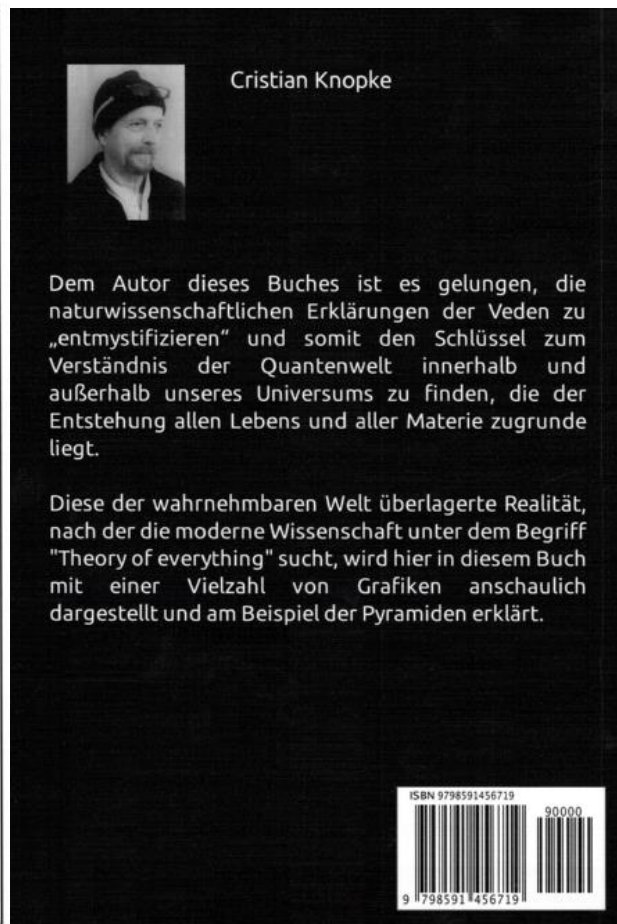 Cristian Knopke
Dem Autor dieses Buches ist es gelungen, die
naturwissenschaftlichen Erklärungen der Veden zu
„entmystifizieren“ und somit den Schlüssel zum
Verständnis der Quantenwelt innerhalb und
außerhalb unseres Universums zu finden, die der
Entstehung allen Lebens und aller Materie zugrunde
liegt.
Diese der wahrnehmbaren Welt überlagerte Realität,
nach der die moderne Wissenschaft unter dem Begriff
"Theory of everything" sucht, wird hier in diesem Buch
mit einer Vielzahl von Grafiken anschaulich
dargestellt und am Beispiel der Pyramiden erklärt.
ISBN 9798591456719
90000
9 798591 456719